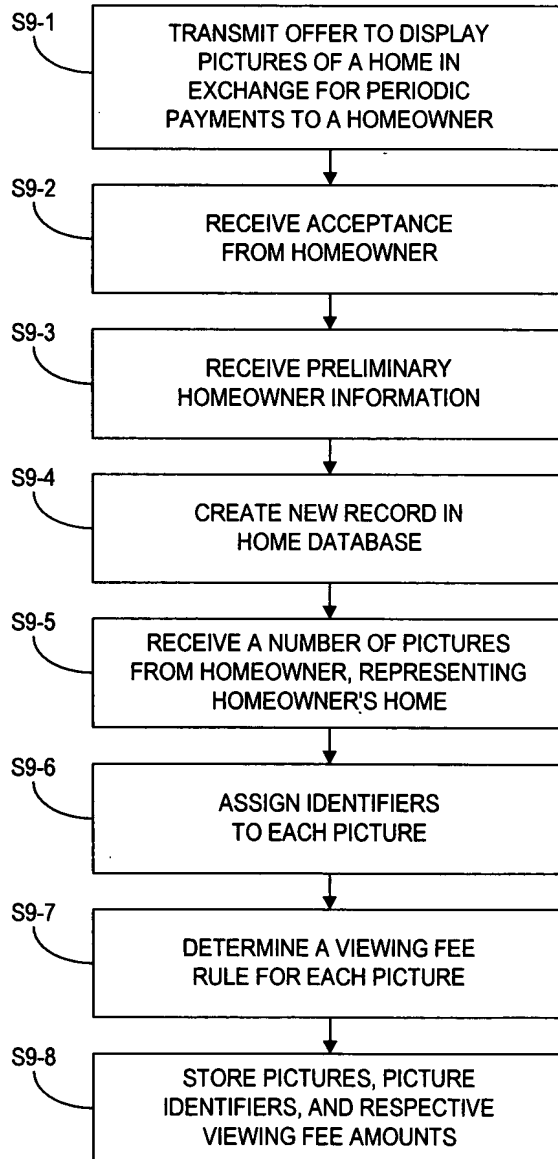 S9-1
TRANSMIT OFFER TO DISPLAY
PICTURES OF A HOME IN
EXCHANGE FOR PERIODIC
PAYMENTS TO A HOMEOWNER
S9-2
RECEIVE ACCEPTANCE
FROM HOMEOWNER
S9-3
RECEIVE PRELIMINARY
HOMEOWNER INFORMATION
S9-4
CREATE NEW RECORD IN
HOME DATABASE
S9-5
RECEIVE A NUMBER OF PICTURES
FROM HOMEOWNER, REPRESENTING
HOMEOWNER'S HOME
S9-6
ASSIGN IDENTIFIERS
TO EACH PICTURE
S9-7
DETERMINE A VIEWING FEE
RULE FOR EACH PICTURE
S9-8
STORE PICTURES, PICTURE
IDENTIFIERS, AND RESPECTIVE
VIEWING FEE AMOUNTS